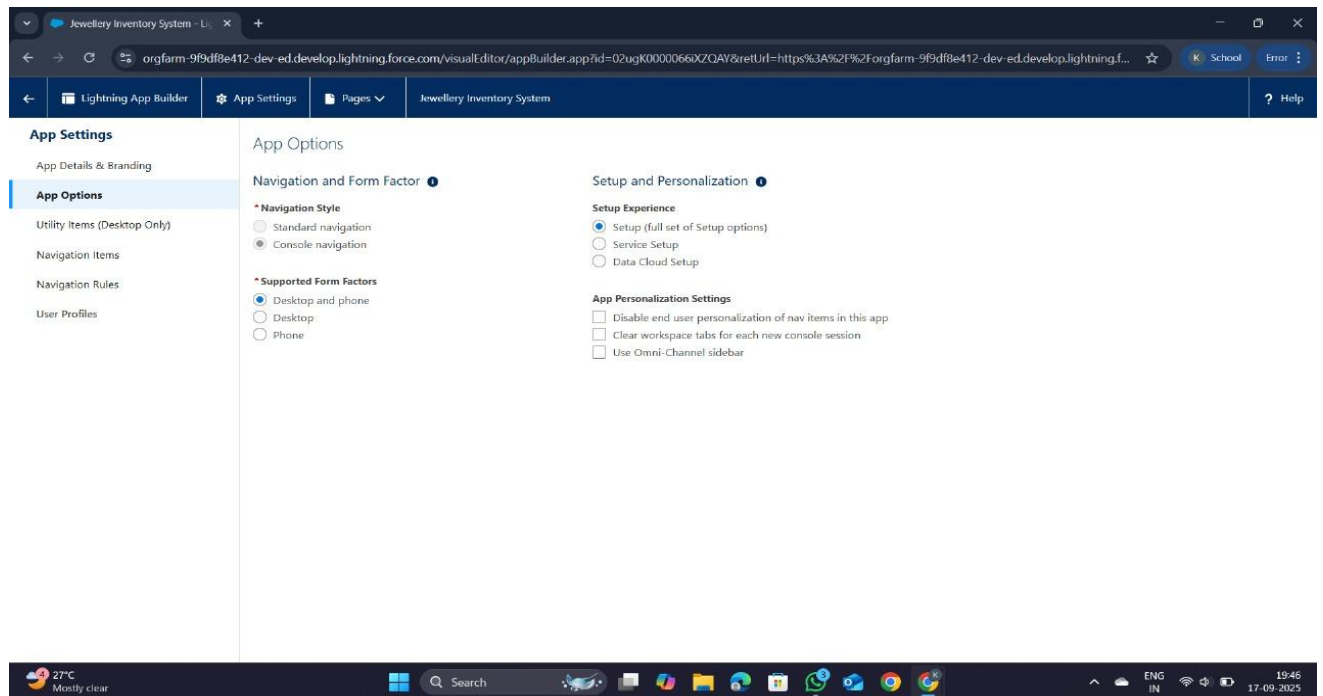 Jewellery Inventory System - Lig
orgfarm-9f9df8e412-dev-ed.develop.lightning.force.com/visualEditor/appBuilder.app?id=02ugK0000066iXZQAY&retUrl=https%3A%2F%2Forgfarm-9f9df8e412-dev-ed.develop.lightning.f...
K School
Error
Lightning App Builder
App Settings
Pages
Jewellery Inventory System
? Help
App Settings
App Details & Branding
App Options
Utility Items (Desktop Only)
Navigation Items
Navigation Rules
User Profiles
App Options
Navigation and Form Factor
*Navigation Style
Standard navigation
Console navigation
*Supported Form Factors
Desktop and phone
Desktop
Phone
Setup and Personalization
Setup Experience
Setup (full set of Setup options)
Service Setup
Data Cloud Setup
App Personalization Settings
Disable end user personalization of nav items in this app
Clear workspace tabs for each new console session
Use Omni-Channel sidebar
4
27°C
Mostly clear
Search
ENG
IN
19:46
17-09-2025